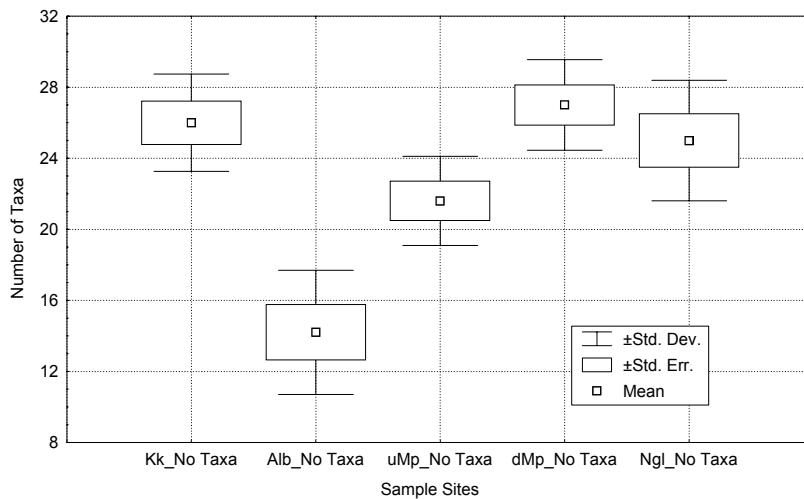 32
28
24
20
16
12
8
Number of Taxa
±Std. Dev.
±Std. Err.
Mean
Kk_No Taxa Alb_No Taxa uMp_No Taxa dMp_No Taxa Ngl_No Taxa
Sample Sites